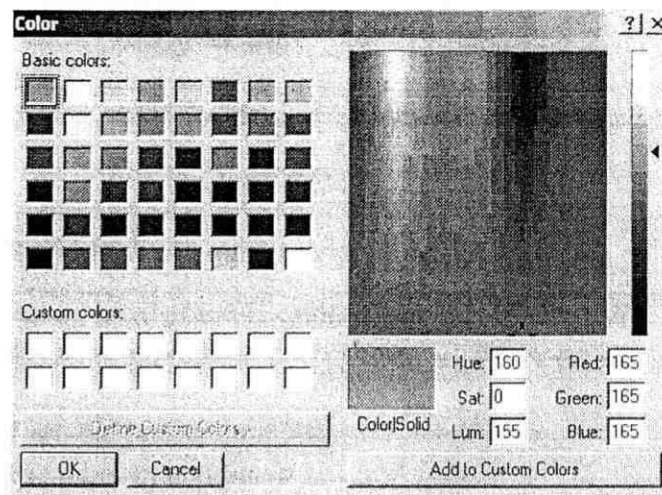 Color ? ×
Basic colors:
Custom colors:
Define Custom Colors >>
OK Cancel
Color|Solid
Hue: 160 Red: 165
Sat: 0 Green: 165
Lum: 155 Blue: 165
Add to Custom Colors